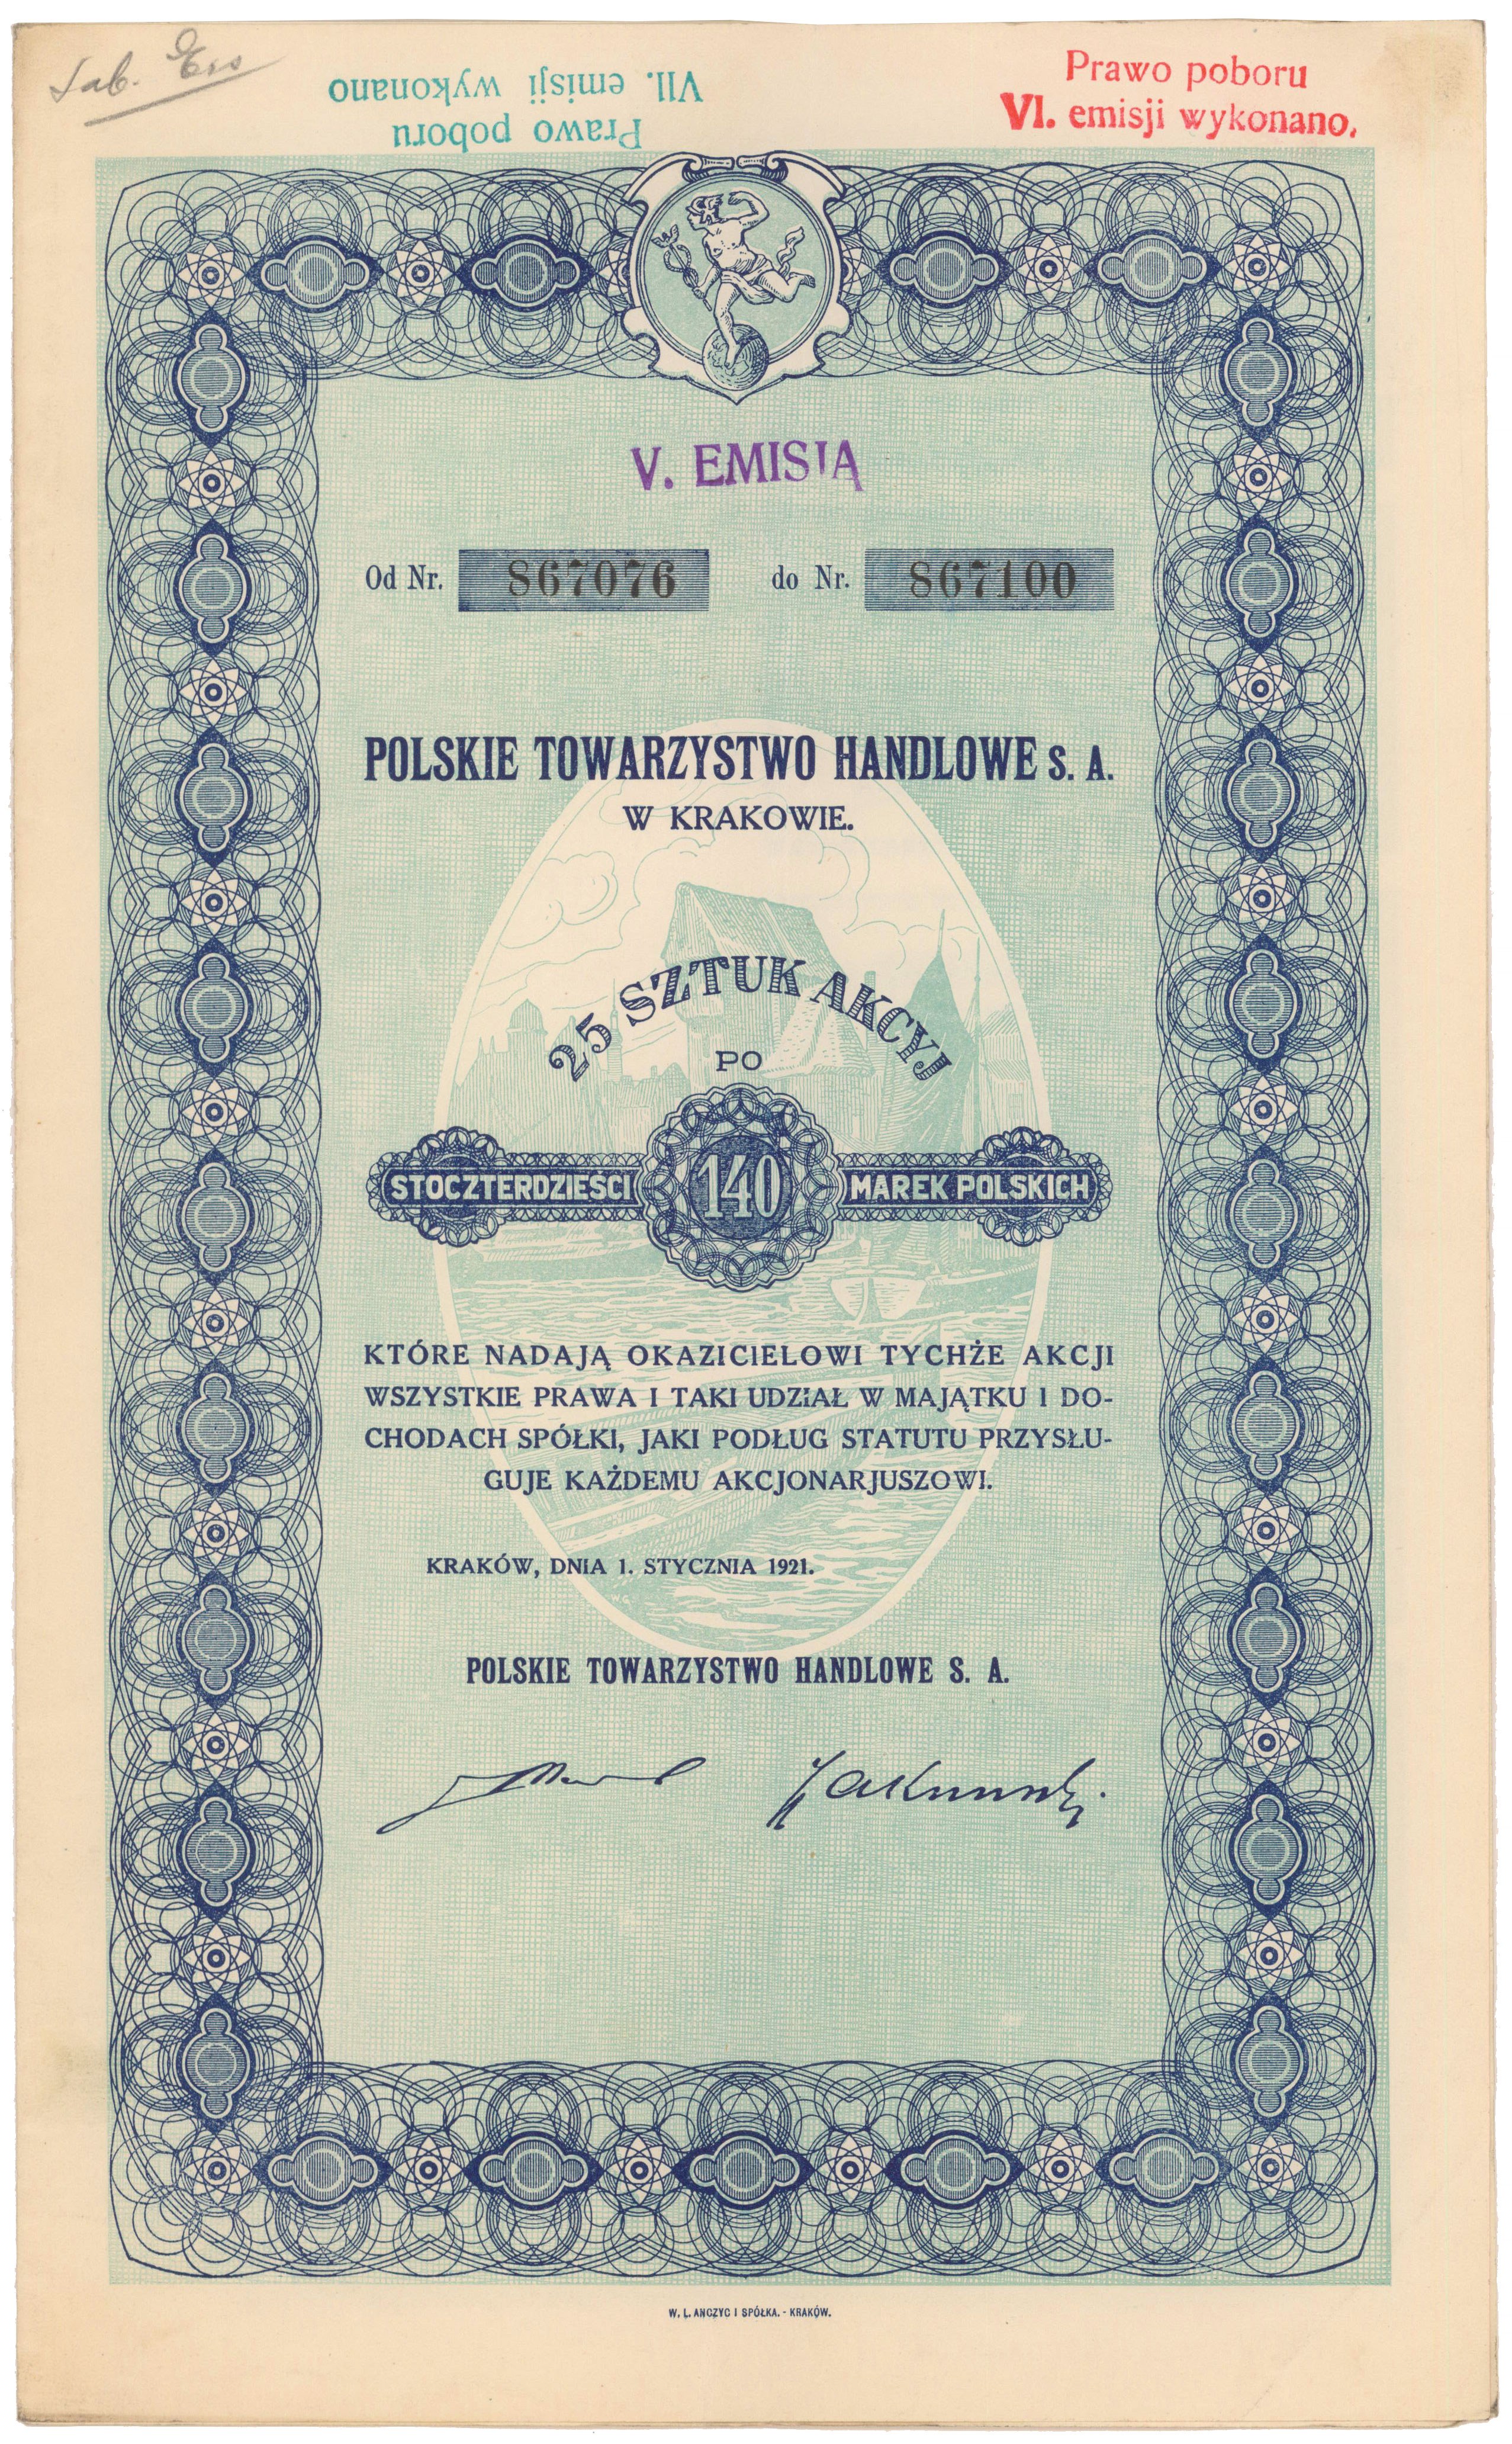 Prawo poboru
VII. emisji wykonano
Prawo poboru
VI. emisji wykonano.
V. EMISIĄ
Od Nr. 867076 do Nr. 867100
POLSKIE TOWARZYSTWO HANDLOWE S. A.
W KRAKOWIE.
25 SZTUK AKCYJ
PO
STOCZTERDZIEŚCI 140 MAREK POLSKICH
KTÓRE NADAJĄ OKAZICIELOWI TYCHŻE AKCJI
WSZYSTKIE PRAWA I TAKI UDZIAŁ W MAJĄTKU I DO-
CHODACH SPÓŁKI, JAKI PODŁUG STATUTU PRZYSŁU-
GUJE KAŻDEMU AKCJONARJUSZOWI.
KRAKÓW, DNIA 1. STYCZNIA 1921.
POLSKIE TOWARZYSTWO HANDLOWE S. A.
W. L. ANCZYC I SPÓŁKA. - KRAKÓW.